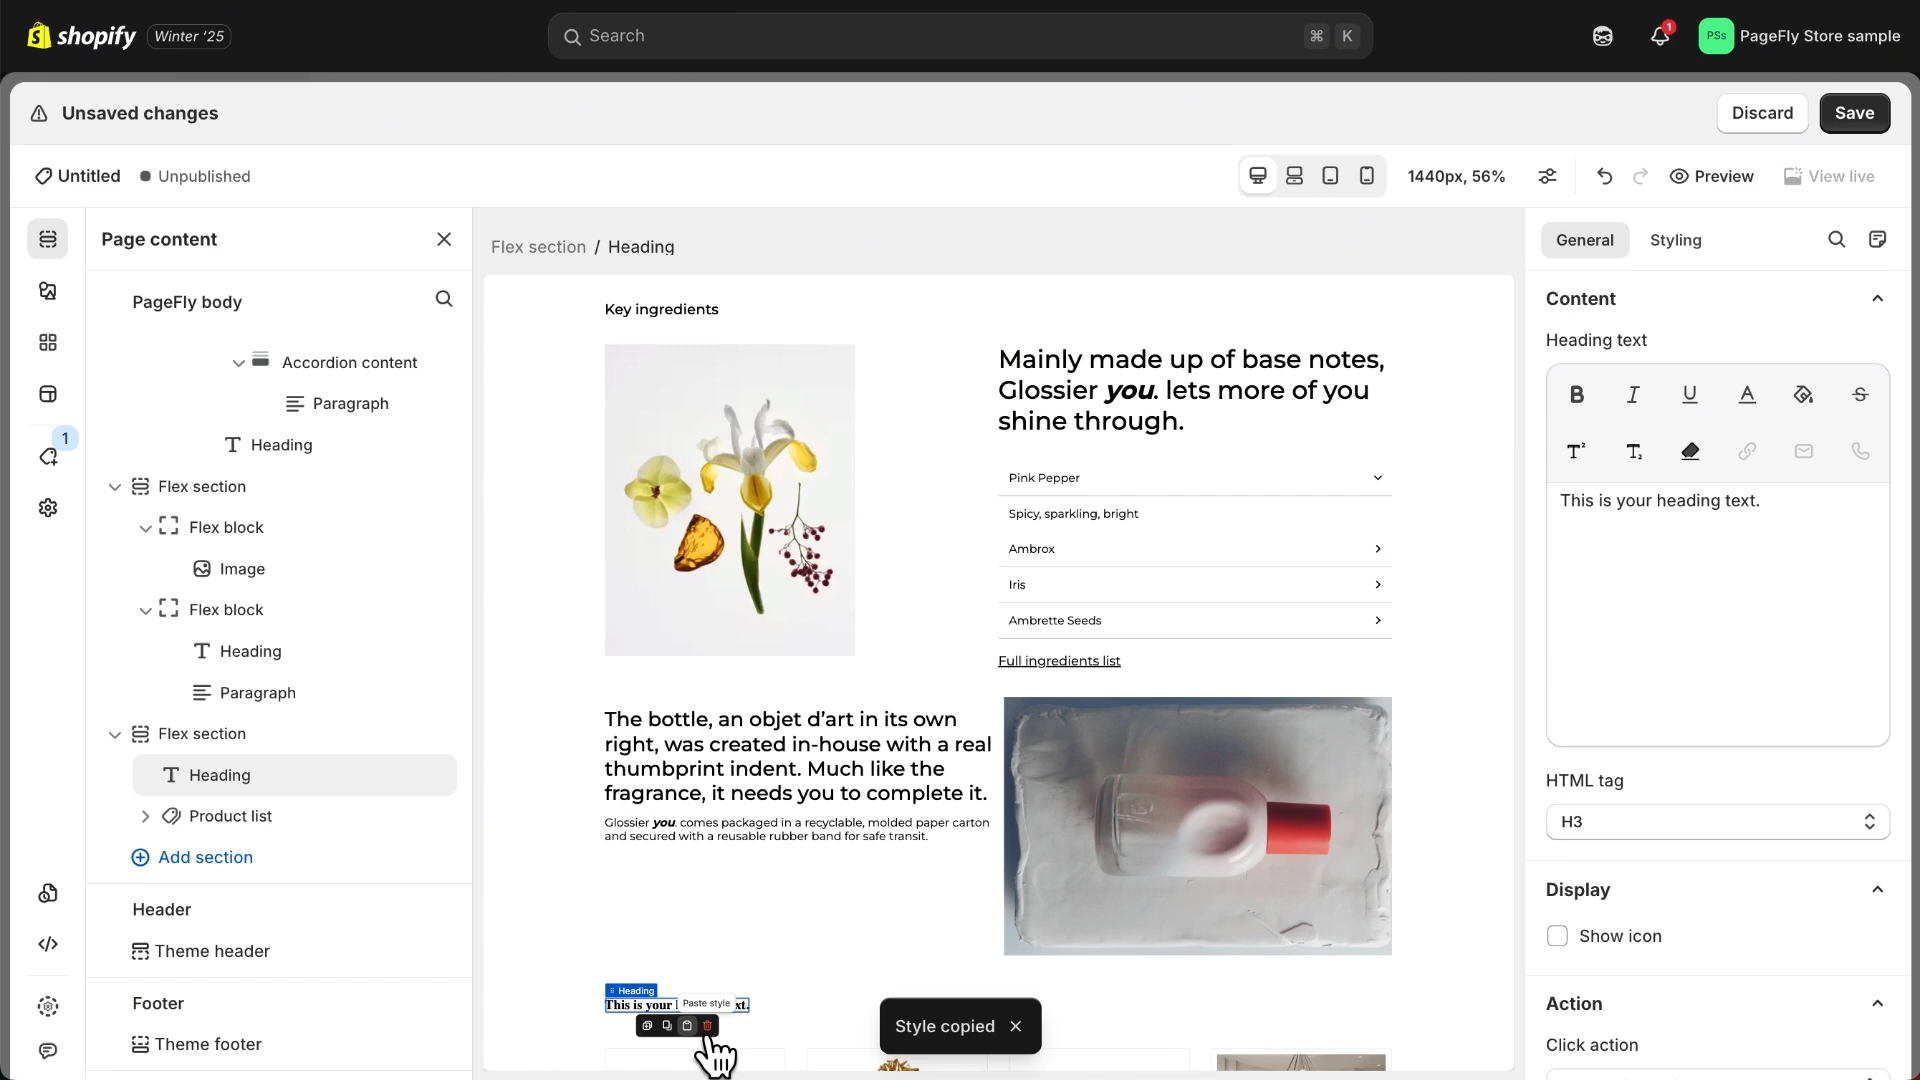 shopify
Winter '25
Search
⌘ K
1
PSs
PageFly Store sample
Unsaved changes
Discard
Save
Untitled
Unpublished
1440px, 56%
Preview
View live
Page content
Flex section / Heading
General
Styling
PageFly body
Accordion content
Paragraph
1
Heading
Flex section
Flex block
Image
Flex block
Heading
Paragraph
Flex section
Heading
Product list
Add section
Header
Theme header
Footer
Theme footer
Key ingredients
Mainly made up of base notes,
Glossier you. lets more of you
shine through.
Pink Pepper
Spicy, sparkling, bright
Ambrox
Iris
Ambrette Seeds
Full ingredients list
The bottle, an objet d’art in its own
right, was created in-house with a real
thumbprint indent. Much like the
fragrance, it needs you to complete it.
Glossier you. comes packaged in a recyclable, molded paper carton
and secured with a reusable rubber band for safe transit.
Heading
This is your
Paste style
Style copied
Content
Heading text
B I U A S
T² T₂
This is your heading text.
HTML tag
H3
Display
Show icon
Action
Click action